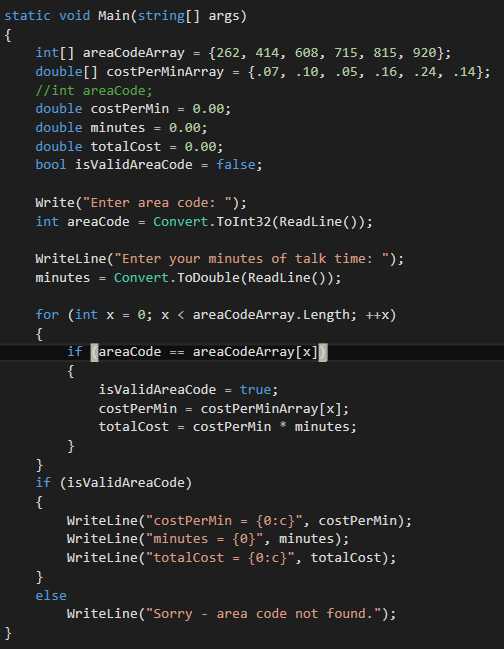 static void Main(string[] args)
{
    int[] areaCodeArray = {262, 414, 608, 715, 815, 920};
    double[] costPerMinArray = {.07, .10, .05, .16, .24, .14};
    //int areaCode;
    double costPerMin = 0.00;
    double minutes = 0.00;
    double totalCost = 0.00;
    bool isValidAreaCode = false;

    Write("Enter area code: ");
    int areaCode = Convert.ToInt32(ReadLine());

    WriteLine("Enter your minutes of talk time: ");
    minutes = Convert.ToDouble(ReadLine());

    for (int x = 0; x < areaCodeArray.Length; ++x)
    {
        if (areaCode == areaCodeArray[x])
        {
            isValidAreaCode = true;
            costPerMin = costPerMinArray[x];
            totalCost = costPerMin * minutes;
        }
    }
    if (isValidAreaCode)
    {
        WriteLine("costPerMin = {0:c}", costPerMin);
        WriteLine("minutes = {0}", minutes);
        WriteLine("totalCost = {0:c}", totalCost);
    }
    else
        WriteLine("Sorry - area code not found.");
}